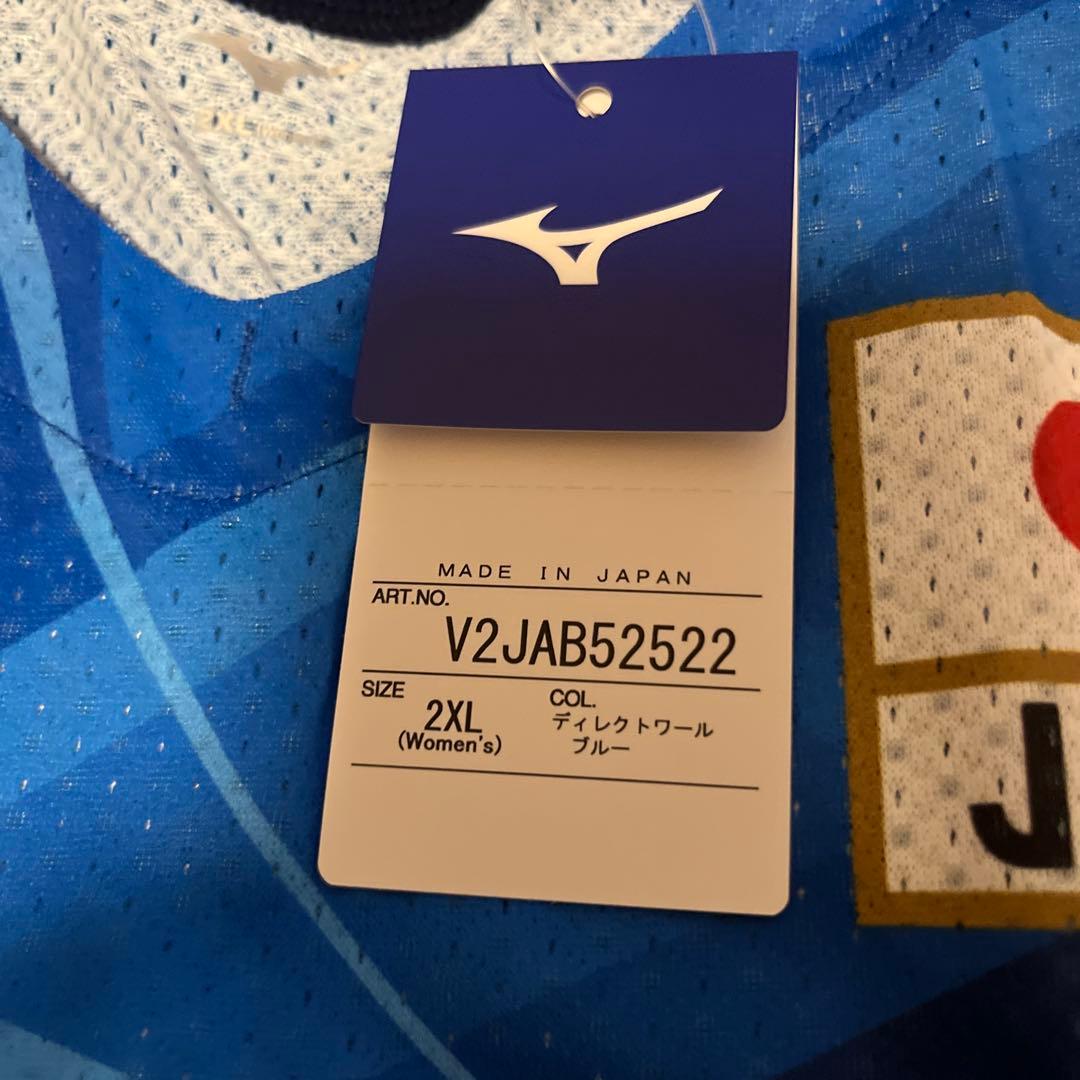 2XL
MADE IN JAPAN
ART.NO.
V2JAB52522
SIZE
2XL
(Women's)
COL.
ディレクトワール
ブルー
J